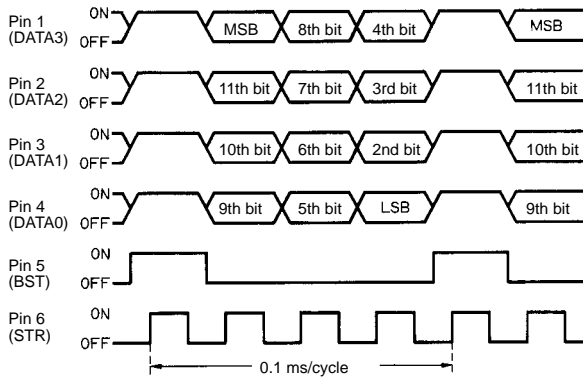 Pin 1 (DATA3) ON OFF MSB 8th bit 4th bit MSB
Pin 2 (DATA2) ON OFF 11th bit 7th bit 3rd bit 11th bit
Pin 3 (DATA1) ON OFF 10th bit 6th bit 2nd bit 10th bit
Pin 4 (DATA0) ON OFF 9th bit 5th bit LSB 9th bit
Pin 5 (BST) ON OFF
Pin 6 (STR) ON OFF
0.1 ms/cycle